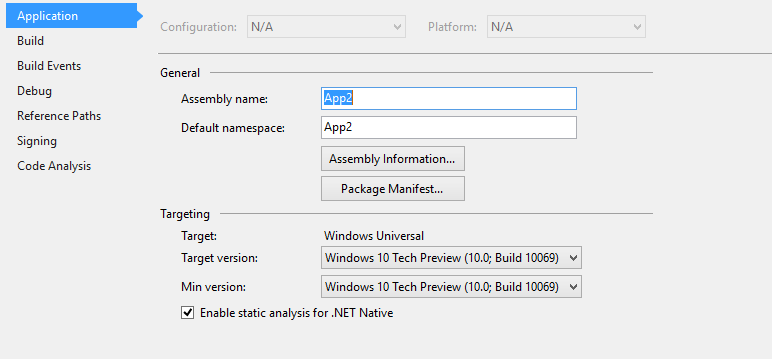 Application
Build
Build Events
Debug
Reference Paths
Signing
Code Analysis
Configuration: N/A Platform: N/A
General
Assembly name: App2
Default namespace: App2
Assembly Information...
Package Manifest...
Targeting
Target: Windows Universal
Target version: Windows 10 Tech Preview (10.0; Build 10069)
Min version: Windows 10 Tech Preview (10.0; Build 10069)
Enable static analysis for .NET Native